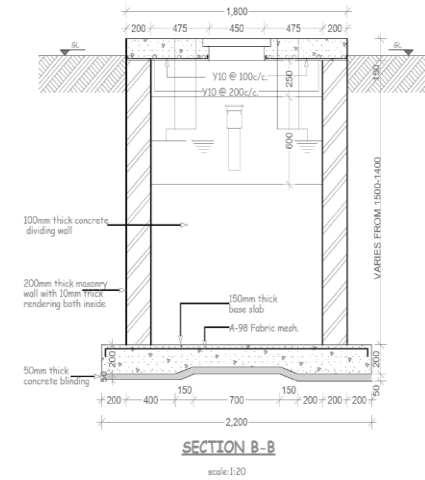 1,800
200 475 450 475 200
GL
GL
150
Y10 @ 100c/c.
250
Y10 @ 200c/c.
600
VARIES FROM 1500-1400
100mm thick concrete
dividing wall
200mm thick masonry
wall with 10mm thick
rendering both inside
150mm thick
base slab
A-98 Fabric mesh.
200
200
50mm thick
concrete blinding
50
50
150 150
200 400 700 200 200 200
2,200
SECTION B-B
scale:1:20